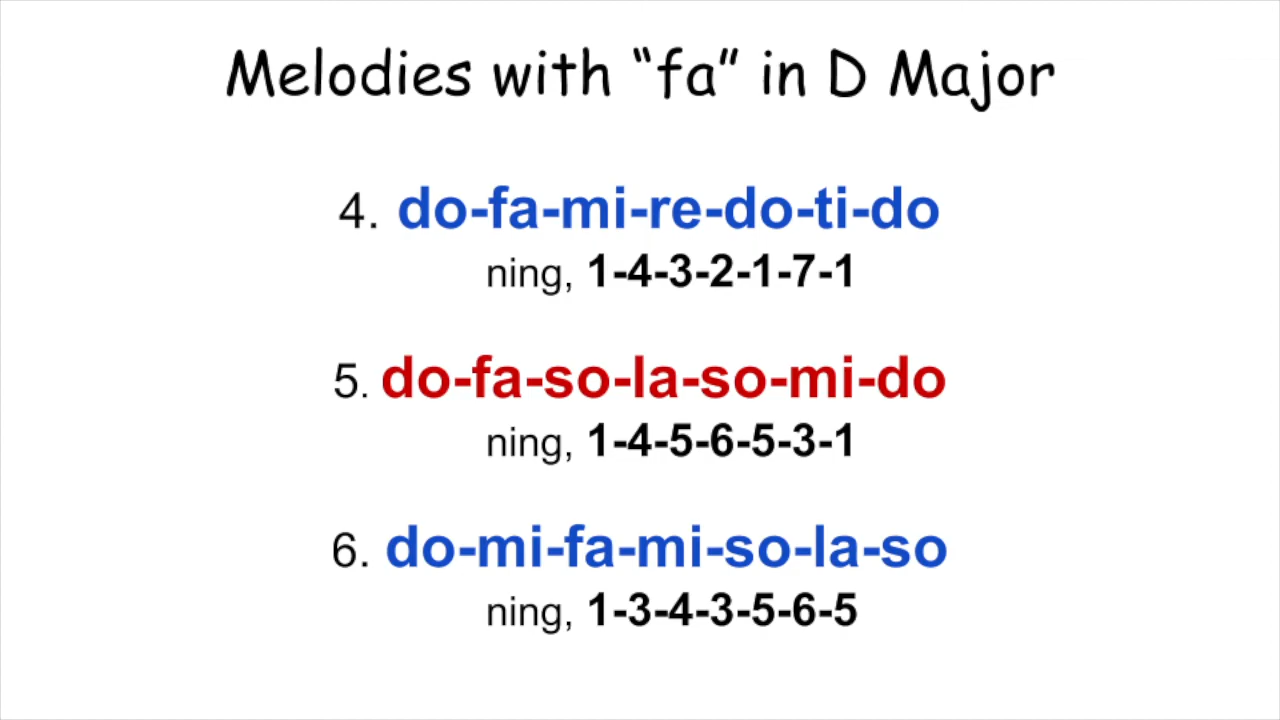 Melodies with “fa” in D Major
4. do-fa-mi-re-do-ti-do
ning, 1-4-3-2-1-7-1
5. do-fa-so-la-so-mi-do
ning, 1-4-5-6-5-3-1
6. do-mi-fa-mi-so-la-so
ning, 1-3-4-3-5-6-5